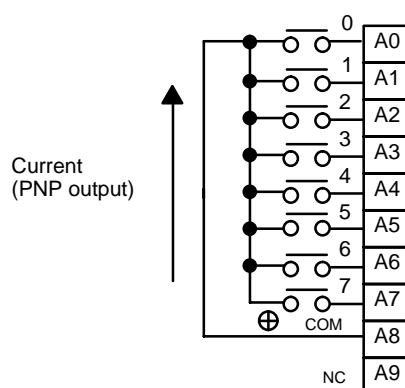 0 A0
1 A1
2 A2
3 A3
4 A4
5 A5
6 A6
7 A7
COM A8
NC A9
Current
(PNP output)